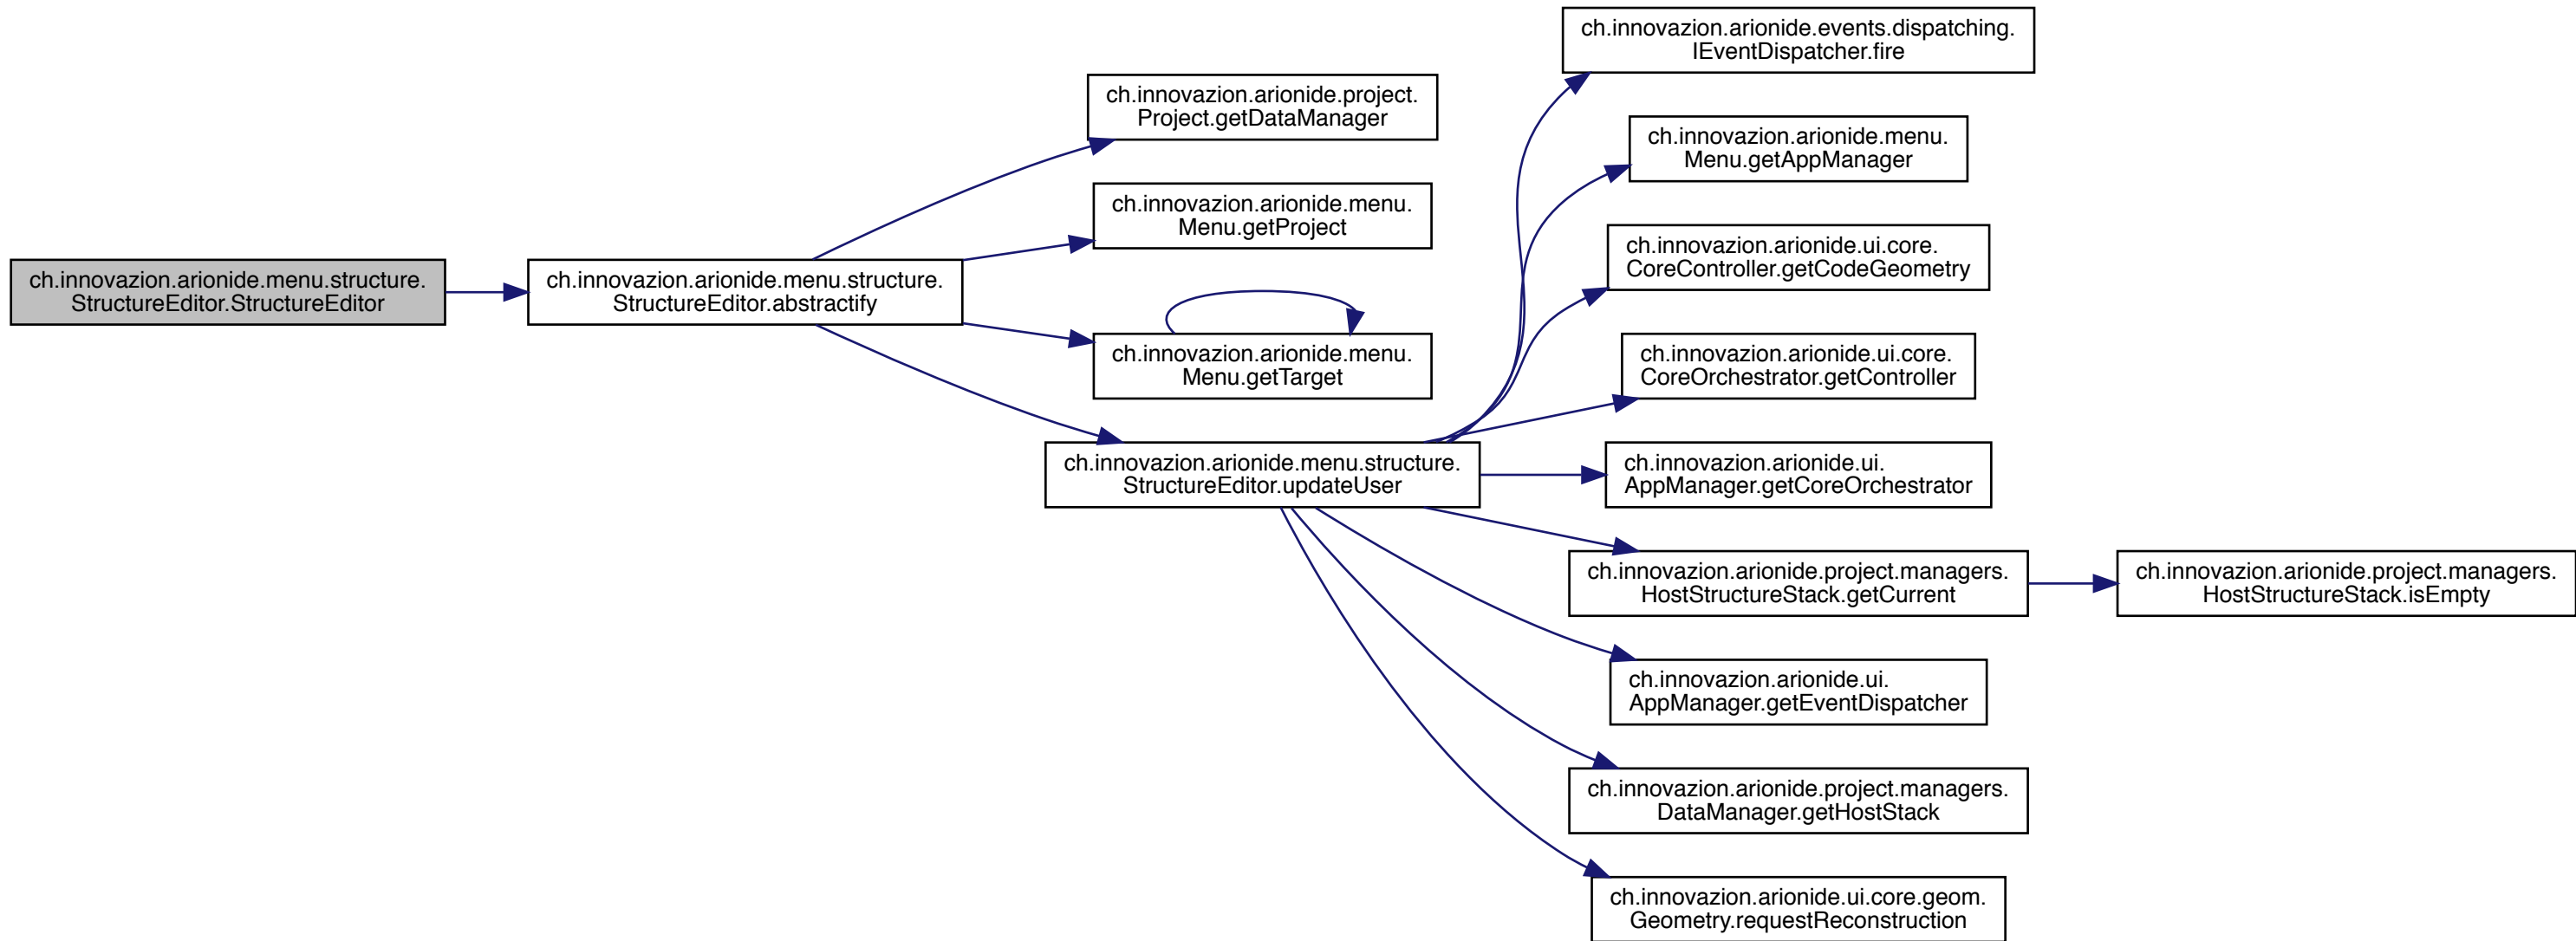 ch.innovazion.arionide.menu.structure.
StructureEditor.StructureEditor
ch.innovazion.arionide.menu.structure.
StructureEditor.abstractify
ch.innovazion.arionide.project.
Project.getDataManager
ch.innovazion.arionide.menu.
Menu.getProject
ch.innovazion.arionide.menu.
Menu.getTarget
ch.innovazion.arionide.menu.structure.
StructureEditor.updateUser
ch.innovazion.arionide.events.dispatching.
IEventDispatcher.fire
ch.innovazion.arionide.menu.
Menu.getAppManager
ch.innovazion.arionide.ui.core.
CoreController.getCodeGeometry
ch.innovazion.arionide.ui.core.
CoreOrchestrator.getController
ch.innovazion.arionide.ui.
AppManager.getCoreOrchestrator
ch.innovazion.arionide.project.managers.
HostStructureStack.getCurrent
ch.innovazion.arionide.project.managers.
HostStructureStack.isEmpty
ch.innovazion.arionide.ui.
AppManager.getEventDispatcher
ch.innovazion.arionide.project.managers.
DataManager.getHostStack
ch.innovazion.arionide.ui.core.geom.
Geometry.requestReconstruction